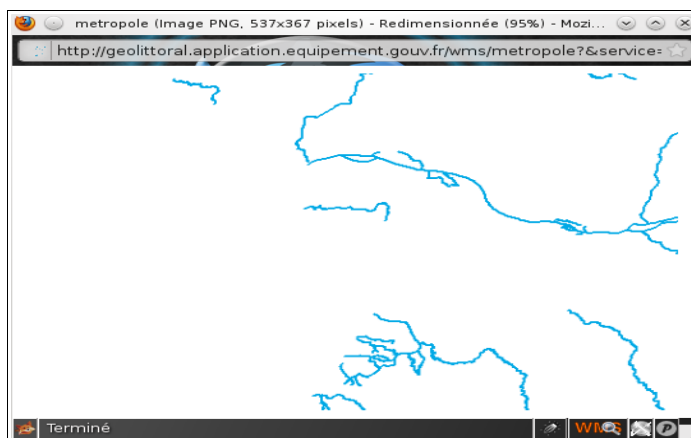 metropole (Image PNG, 537x367 pixels) - Redimensionnée (95%) - Mozi...
http://geolittoral.application.equipement.gouv.fr/wms/metropole?&service=
Terminé
WMS